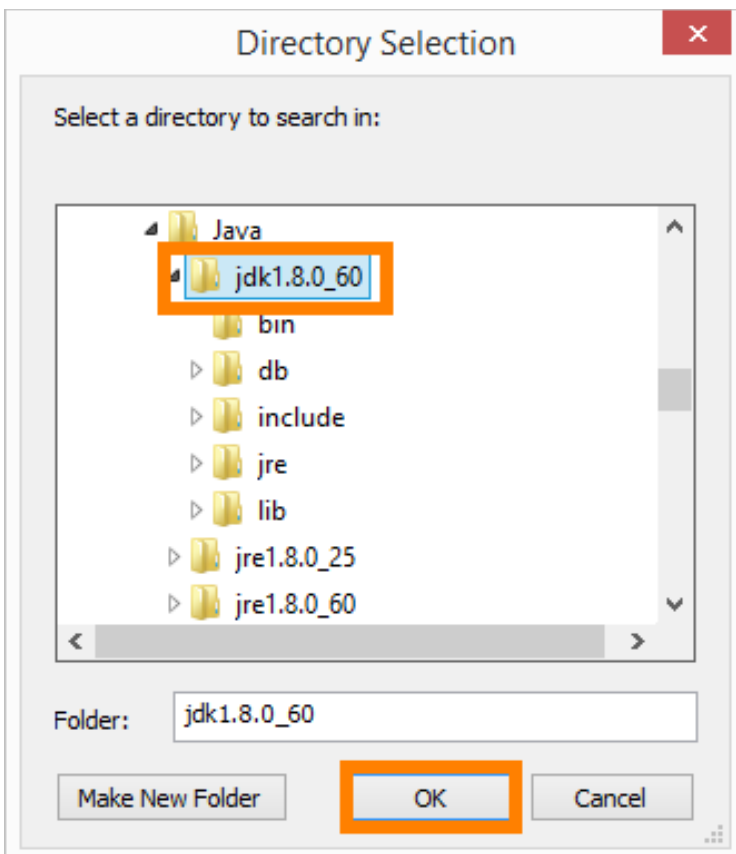 Directory Selection
Select a directory to search in:
Java
jdk1.8.0_60
bin
db
include
jre
lib
jre1.8.0_25
jre1.8.0_60
Folder: jdk1.8.0_60
Make New Folder OK Cancel